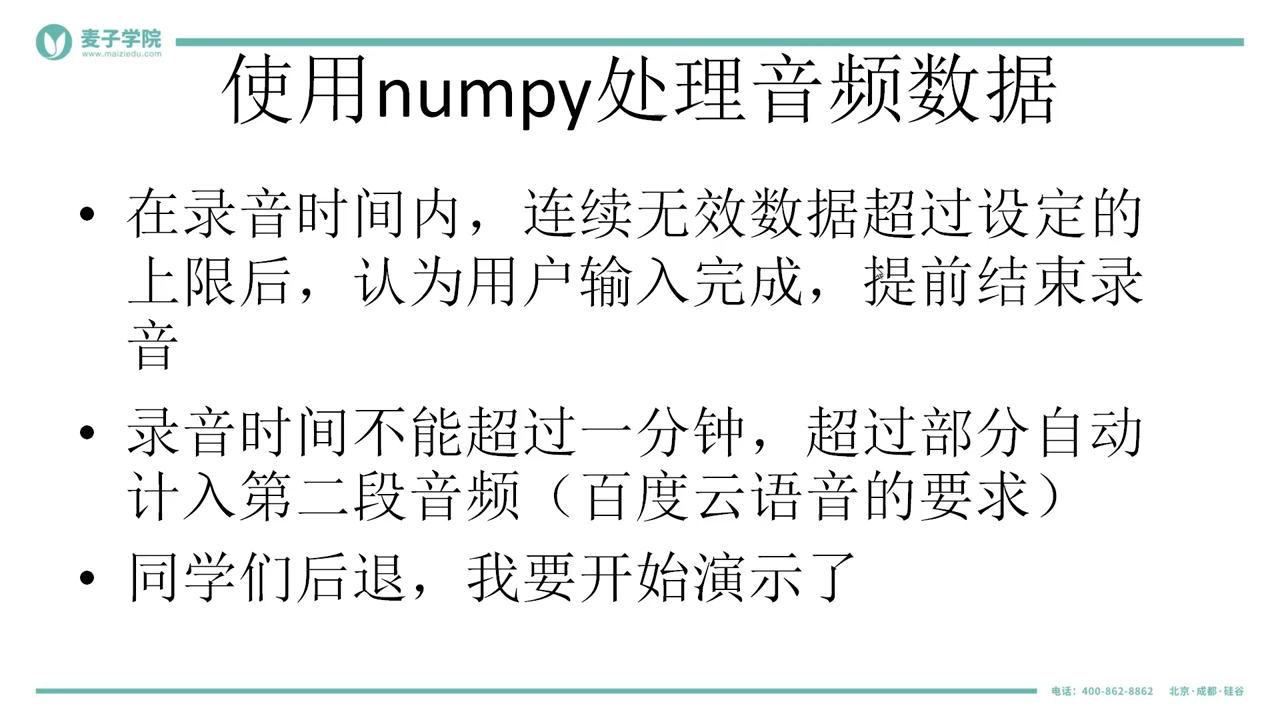 麦子学院
www.maiziedu.com
使用numpy处理音频数据
• 在录音时间内，连续无效数据超过设定的
上限后，认为用户输入完成，提前结束录
音
• 录音时间不能超过一分钟，超过部分自动
计入第二段音频（百度云语音的要求）
• 同学们后退，我要开始演示了
电话：400-862-8862 北京·成都·硅谷